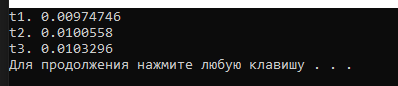 t1. 0.00974746
t2. 0.0100558
t3. 0.0103296
Для продолжения нажмите любую клавишу . . .